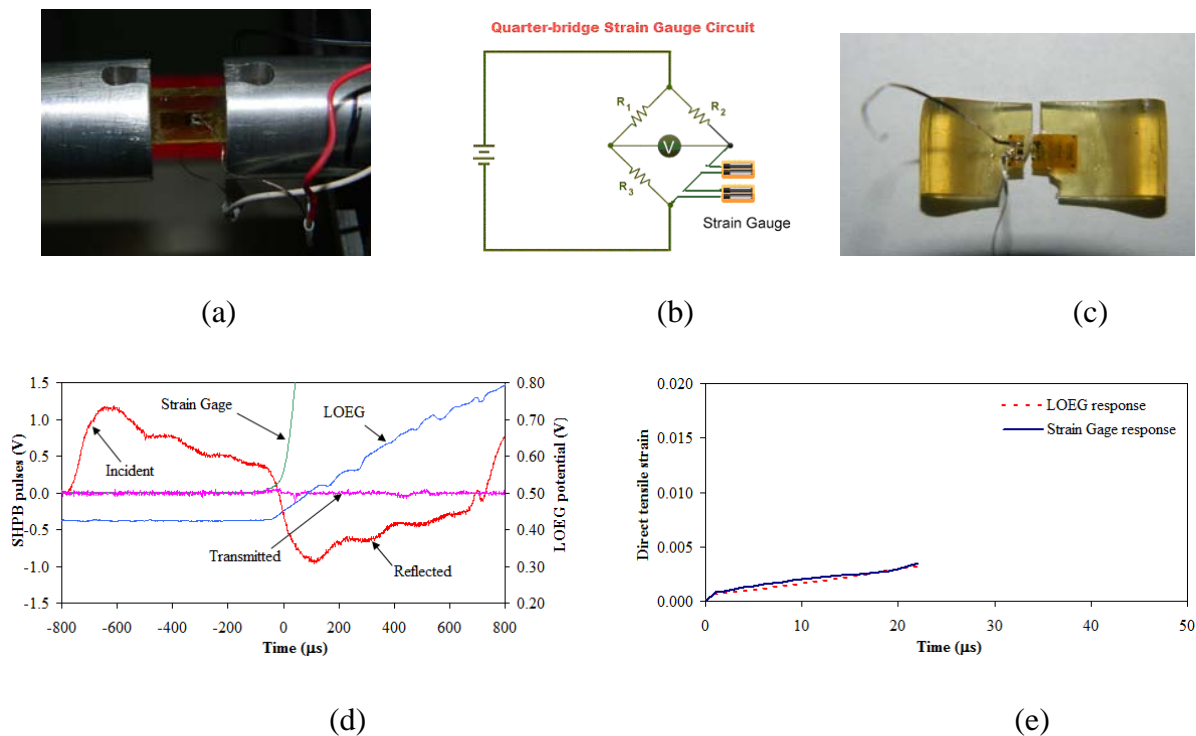 Quarter-bridge Strain Gauge Circuit
R1
R2
V
R3
Strain Gauge
(a)
(b)
(c)
1.5
1.0
0.5
0.0
-0.5
-1.0
-1.5
SHPB pulses (V)
0.80
0.70
0.60
0.50
0.40
0.30
0.20
LOEG potential (V)
Strain Gage
LOEG
Incident
Transmitted
Reflected
-800 -600 -400 -200 0 200 400 600 800
Time (μs)
0.020
0.015
0.010
0.005
0.000
Direct tensile strain
LOEG response
Strain Gage response
0 10 20 30 40 50
Time (μs)
(d)
(e)